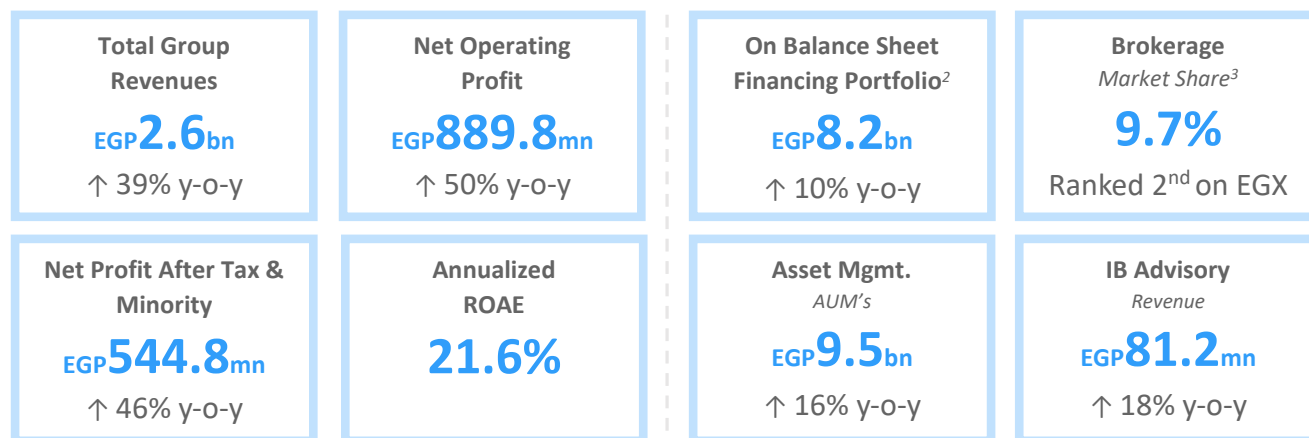 Total Group
Revenues
EGP2.6bn
↑ 39% y-o-y
Net Operating
Profit
EGP889.8mn
↑ 50% y-o-y
On Balance Sheet
Financing Portfolio²
EGP8.2bn
↑ 10% y-o-y
Brokerage
Market Share³
9.7%
Ranked 2nd on EGX
Net Profit After Tax &
Minority
EGP544.8mn
↑ 46% y-o-y
Annualized
ROAE
21.6%
Asset Mgmt.
AUM's
EGP9.5bn
↑ 16% y-o-y
IB Advisory
Revenue
EGP81.2mn
↑ 18% y-o-y